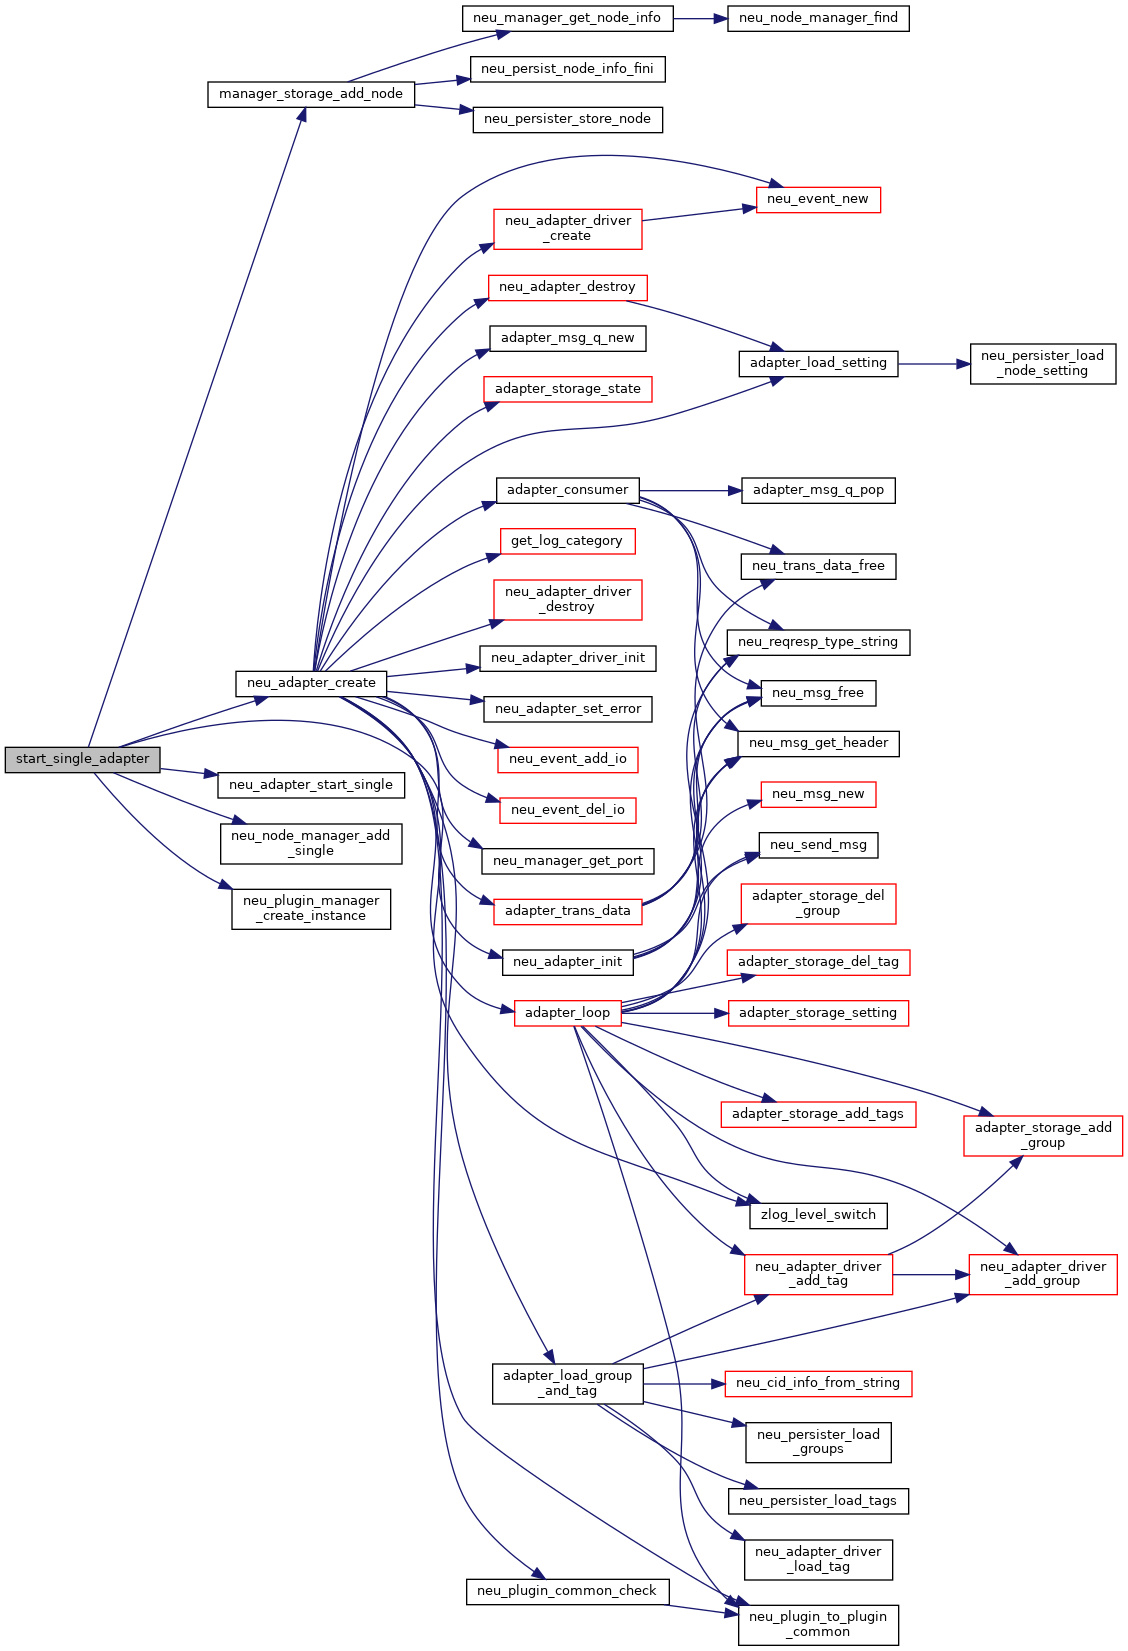 neu_manager_get_node_info
neu_node_manager_find
neu_persist_node_info_fini
manager_storage_add_node
neu_persister_store_node
neu_event_new
neu_adapter_driver
_create
neu_adapter_destroy
adapter_msg_q_new
adapter_load_setting
neu_persister_load
_node_setting
adapter_storage_state
adapter_consumer
adapter_msg_q_pop
get_log_category
neu_trans_data_free
neu_adapter_driver
_destroy
neu_reqresp_type_string
neu_adapter_driver_init
neu_adapter_create
neu_msg_free
neu_adapter_set_error
neu_msg_get_header
start_single_adapter
neu_event_add_io
neu_adapter_start_single
neu_msg_new
neu_event_del_io
neu_node_manager_add
_single
neu_send_msg
neu_manager_get_port
neu_plugin_manager
_create_instance
adapter_trans_data
adapter_storage_del
_group
neu_adapter_init
adapter_storage_del_tag
adapter_loop
adapter_storage_setting
adapter_storage_add_tags
adapter_storage_add
_group
zlog_level_switch
neu_adapter_driver
_add_tag
neu_adapter_driver
_add_group
adapter_load_group
_and_tag
neu_cid_info_from_string
neu_persister_load
_groups
neu_persister_load_tags
neu_adapter_driver
_load_tag
neu_plugin_common_check
neu_plugin_to_plugin
_common